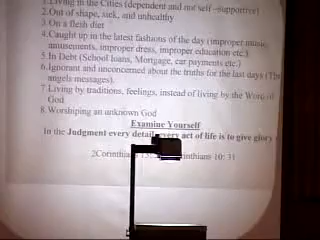 1.Living in the Cities (dependent and not self -supportive)
2.Out of shape, sick, and unhealthy
3.On a flesh diet
4.Caught up in the latest fashions of the day (improper music,
amusements, improper dress, improper education etc.)
5.In Debt (School loans, Mortgage, car payments etc.)
6.Ignorant and unconcerned about the truths for the last days (The
angels messages).
7.Living by traditions, feelings, instead of living by the Word of
God
8.Worshiping an unknown God
Examine Yourself
In the Judgment every detail every act of life is to give glory
2Corinthians 13: inthians 10: 31